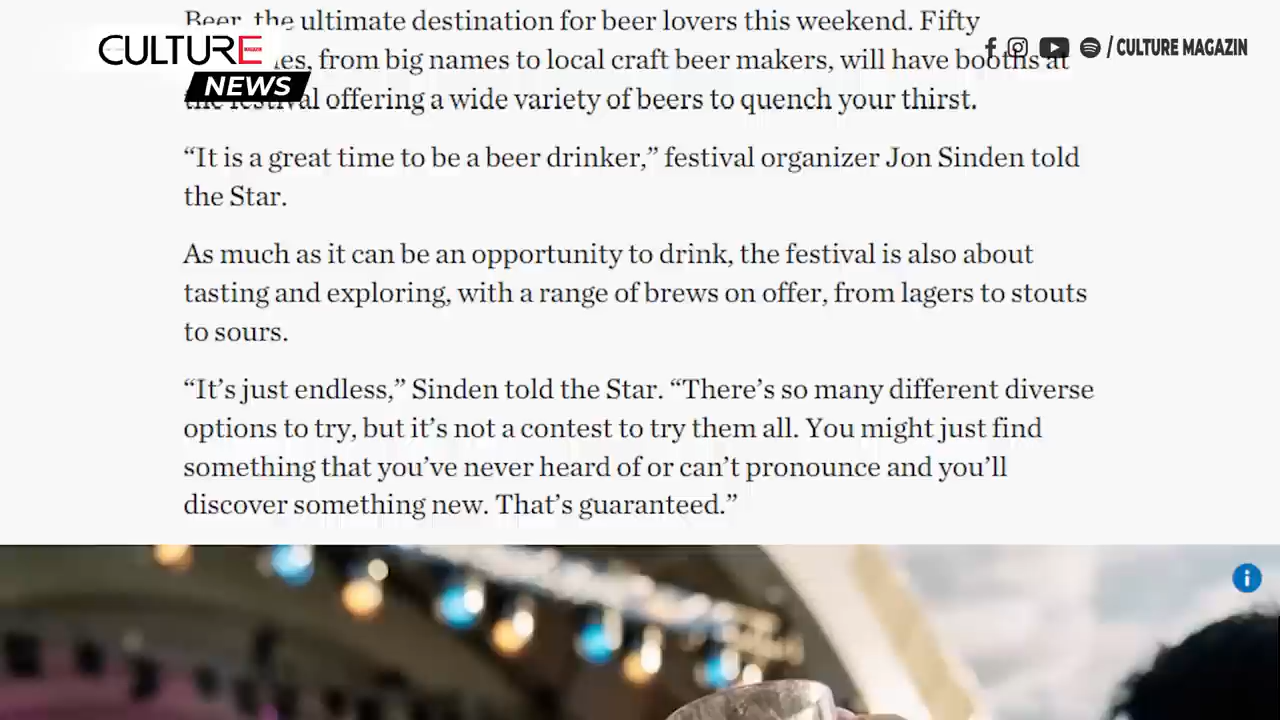 Beer, the ultimate destination for beer lovers this weekend. Fifty
CULTURE
NEWS
/ CULTURE MAGAZIN
from big names to local craft beer makers, will have booths at
the festival offering a wide variety of beers to quench your thirst.
“It is a great time to be a beer drinker,” festival organizer Jon Sinden told
the Star.
As much as it can be an opportunity to drink, the festival is also about
tasting and exploring, with a range of brews on offer, from lagers to stouts
to sours.
“It’s just endless,” Sinden told the Star. “There’s so many different diverse
options to try, but it’s not a contest to try them all. You might just find
something that you’ve never heard of or can’t pronounce and you’ll
discover something new. That’s guaranteed.”